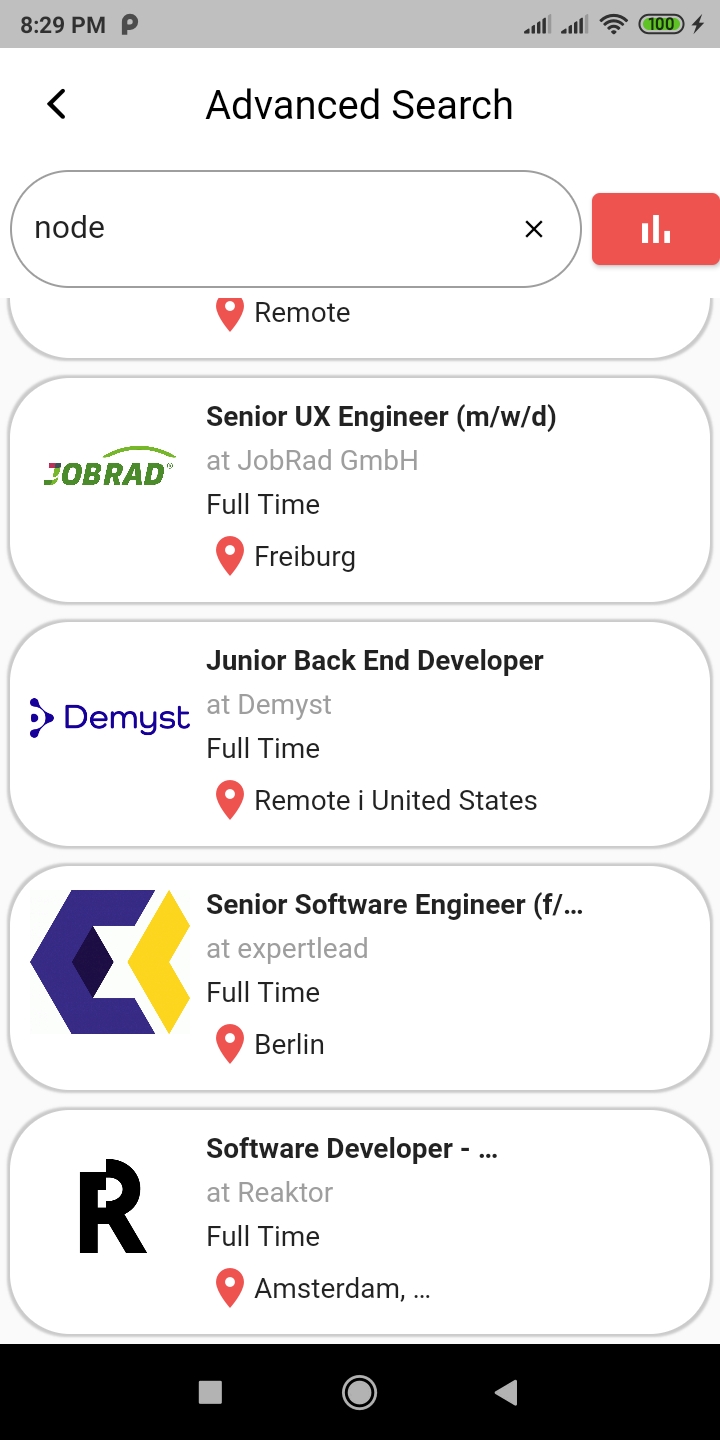 8:29 PM
100
Advanced Search
node
Remote
Senior UX Engineer (m/w/d)
JOBRAD
at JobRad GmbH
Full Time
Freiburg
Junior Back End Developer
at Demyst
Demyst
Full Time
Remote i United States
Senior Software Engineer (f/...
at expertlead
Full Time
Berlin
Software Developer - ...
at Reaktor
R
Full Time
Amsterdam, ...